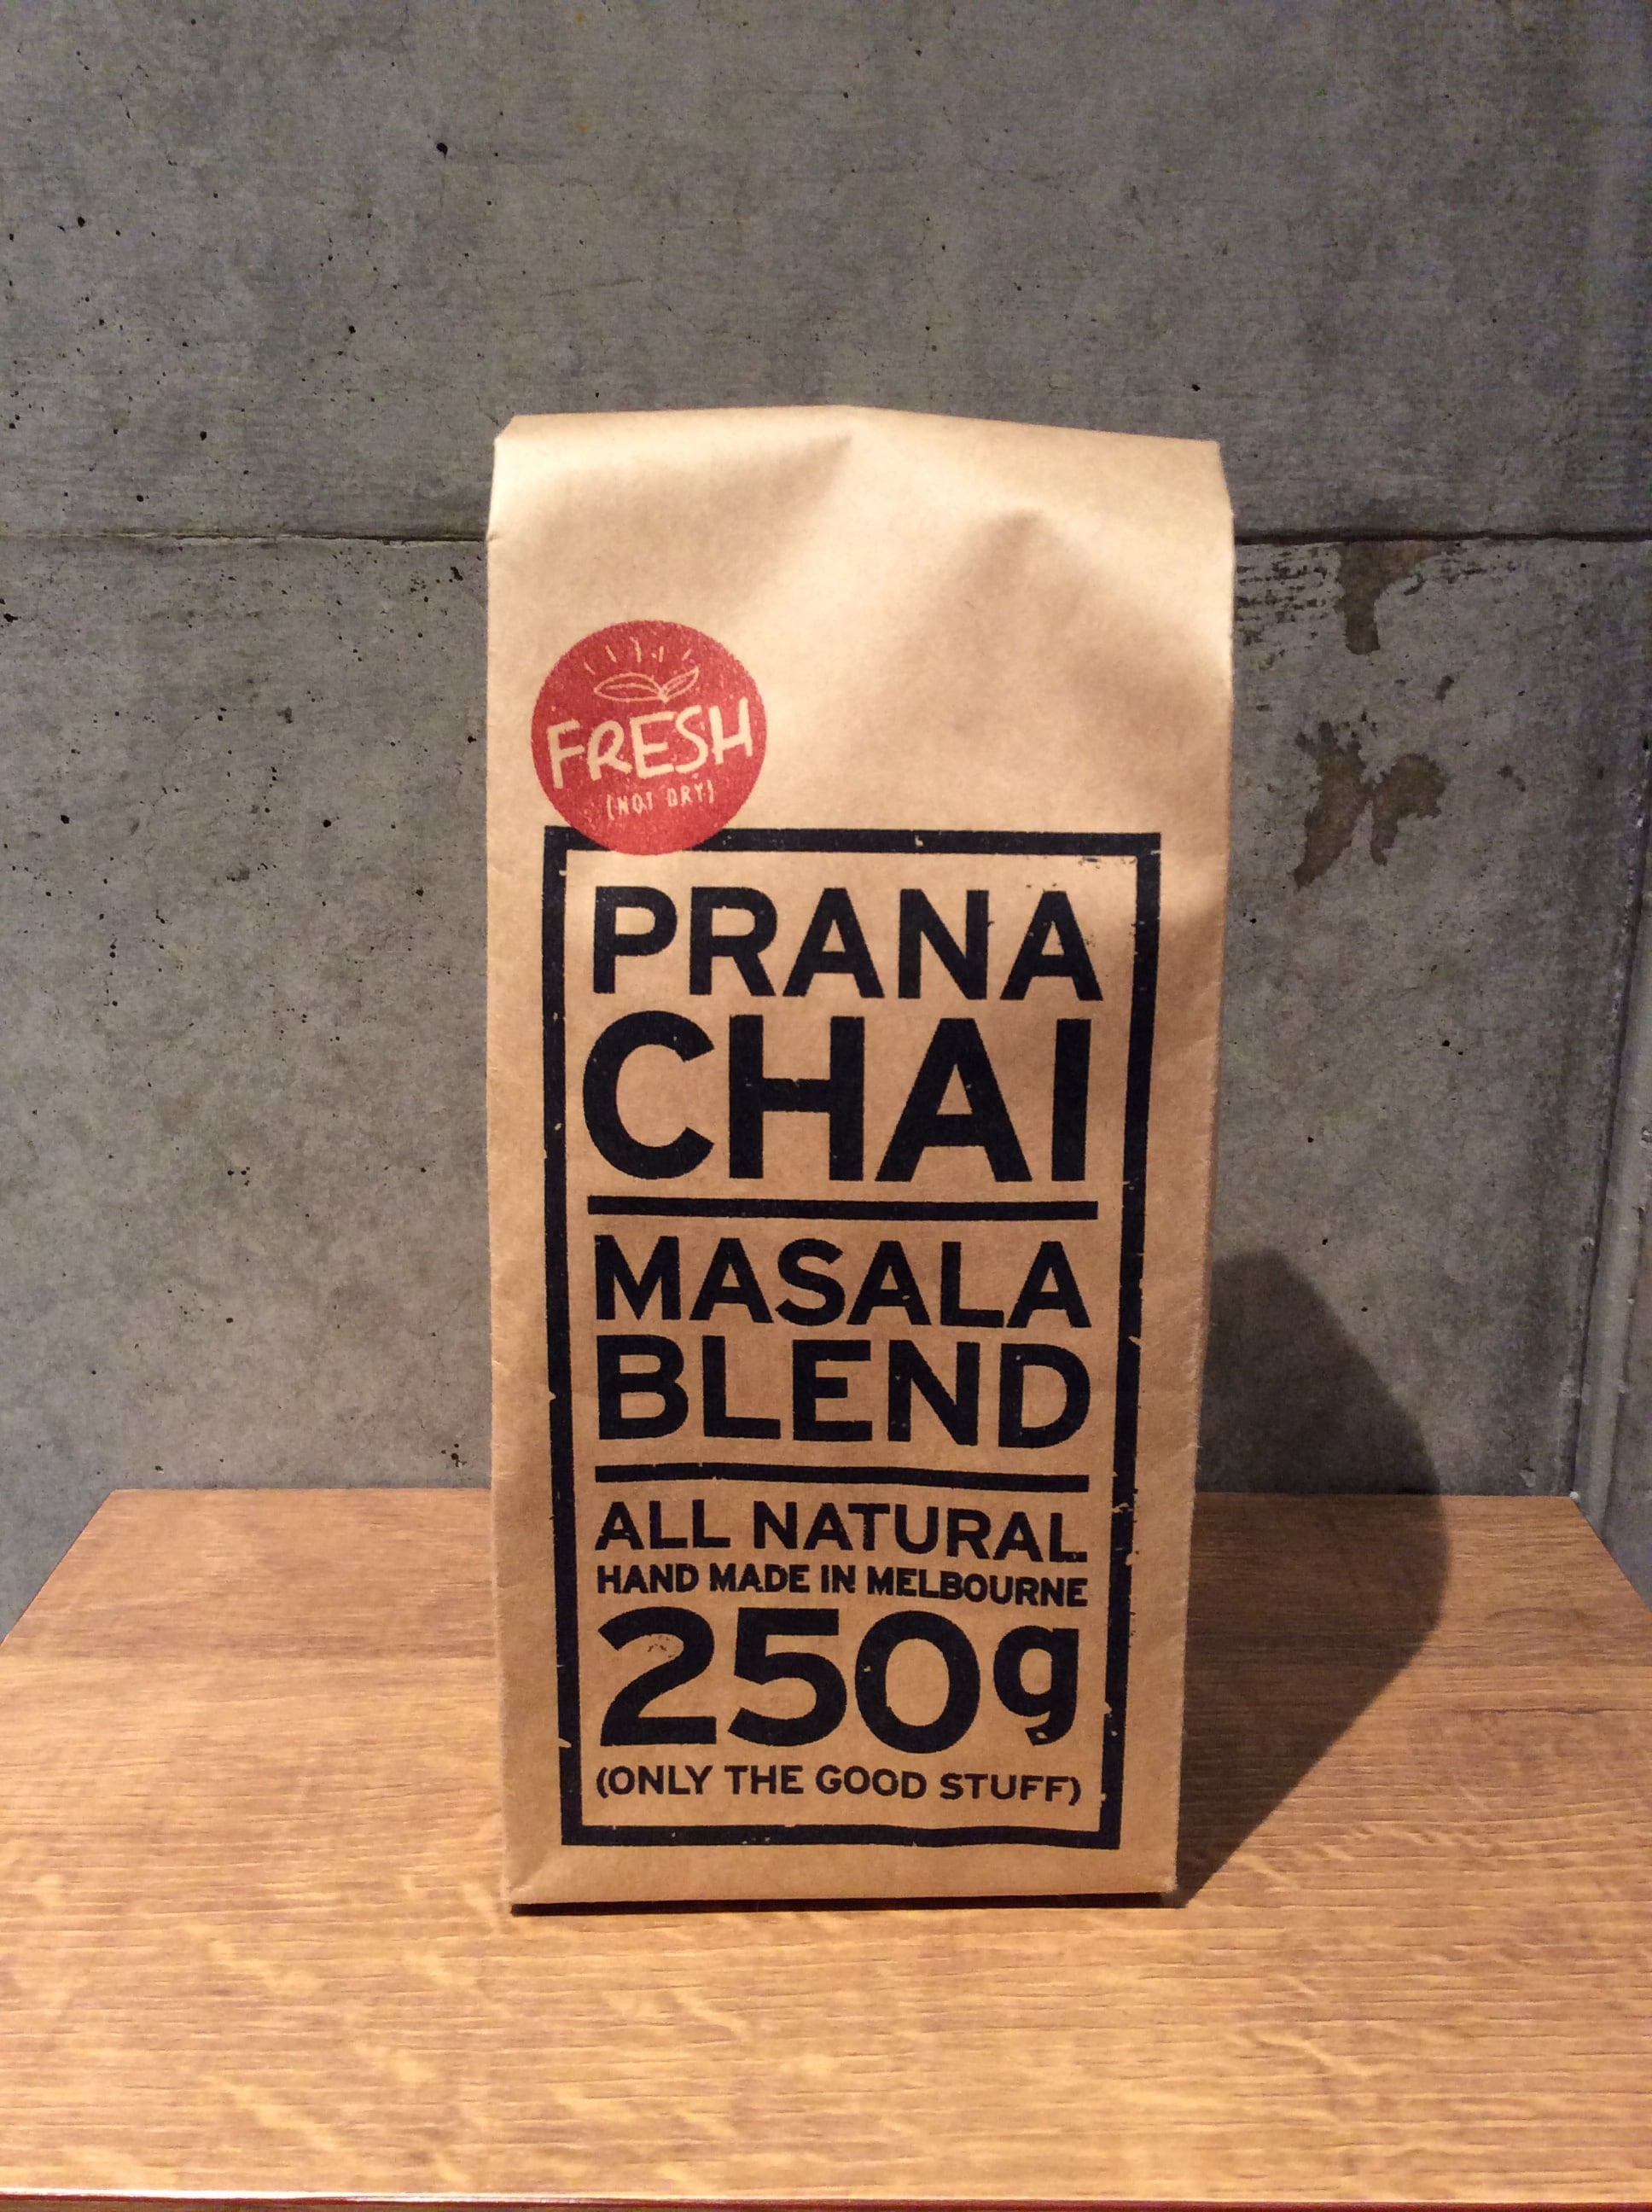 FRESH
(NOT DRY)
PRANA
CHAI
MASALA
BLEND
ALL NATURAL
HAND MADE IN MELBOURNE
250g
(ONLY THE GOOD STUFF)